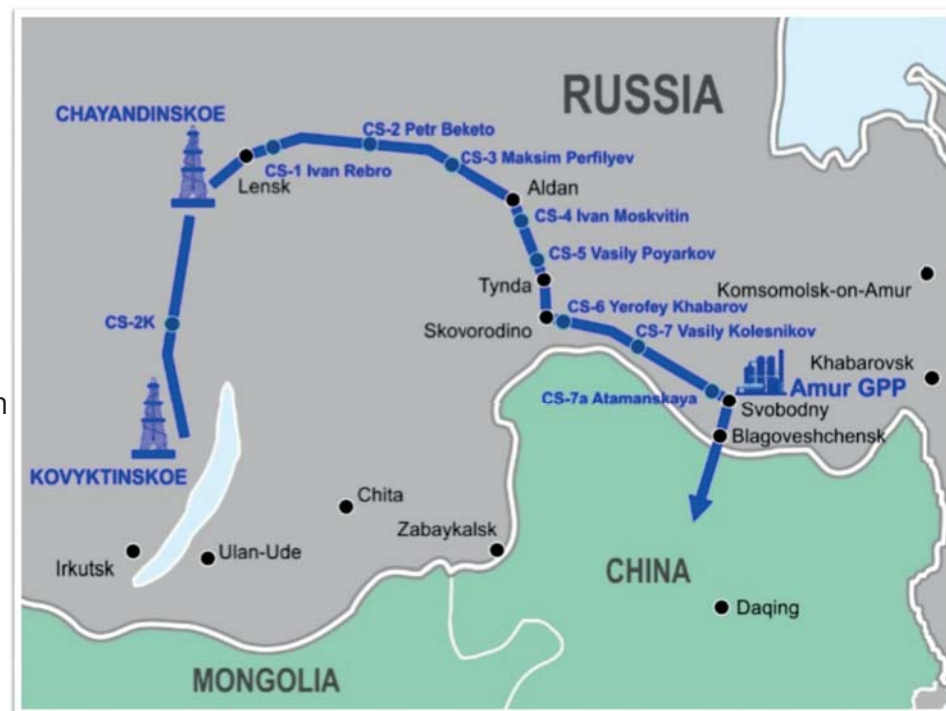 RUSSIA
CHAYANDINSKOE
CS-2 Petr Beketo
CS-1 Ivan Rebro
CS-3 Maksim Perfilyev
Lensk
Aldan
CS-4 Ivan Moskvitin
CS-5 Vasily Poyarkov
Tynda
Komsomolsk-on-Amur
CS-6 Yerofey Khabarov
CS-2K
Skovorodino
CS-7 Vasily Kolesnikov
Khabarovsk
Amur GPP
CS-7a Atamanskaya
n
Svobodny
Blagoveshchensk
KOVYKTINSKOE
Chita
Zabaykalsk
Ulan-Ude
Irkutsk
CHINA
Daqing
MONGOLIA